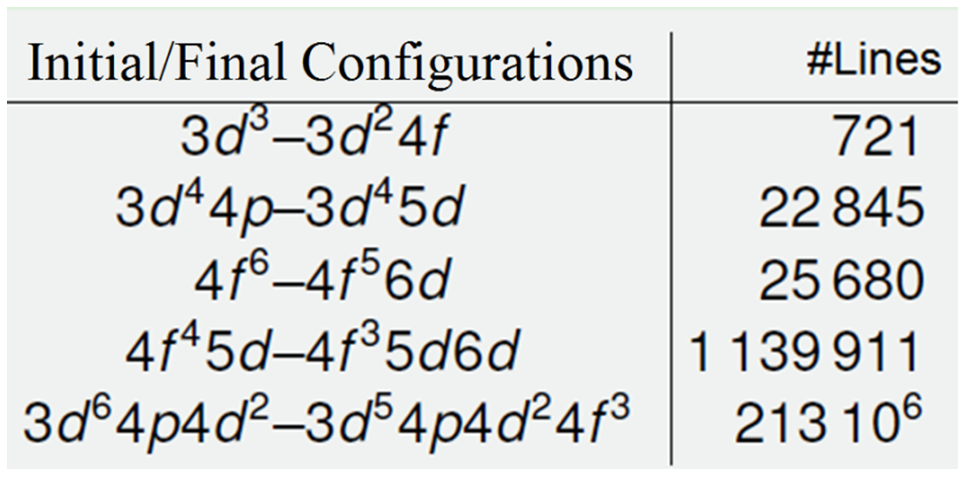 Initial/Final Configurations #Lines
3d³–3d²4f 721
3d⁴4p–3d⁴5d 22 845
4f⁶–4f⁵6d 25 680
4f⁴5d–4f³5d6d 1 139 911
3d⁶4p4d²–3d⁵4p4d²4f³ 213 10⁶